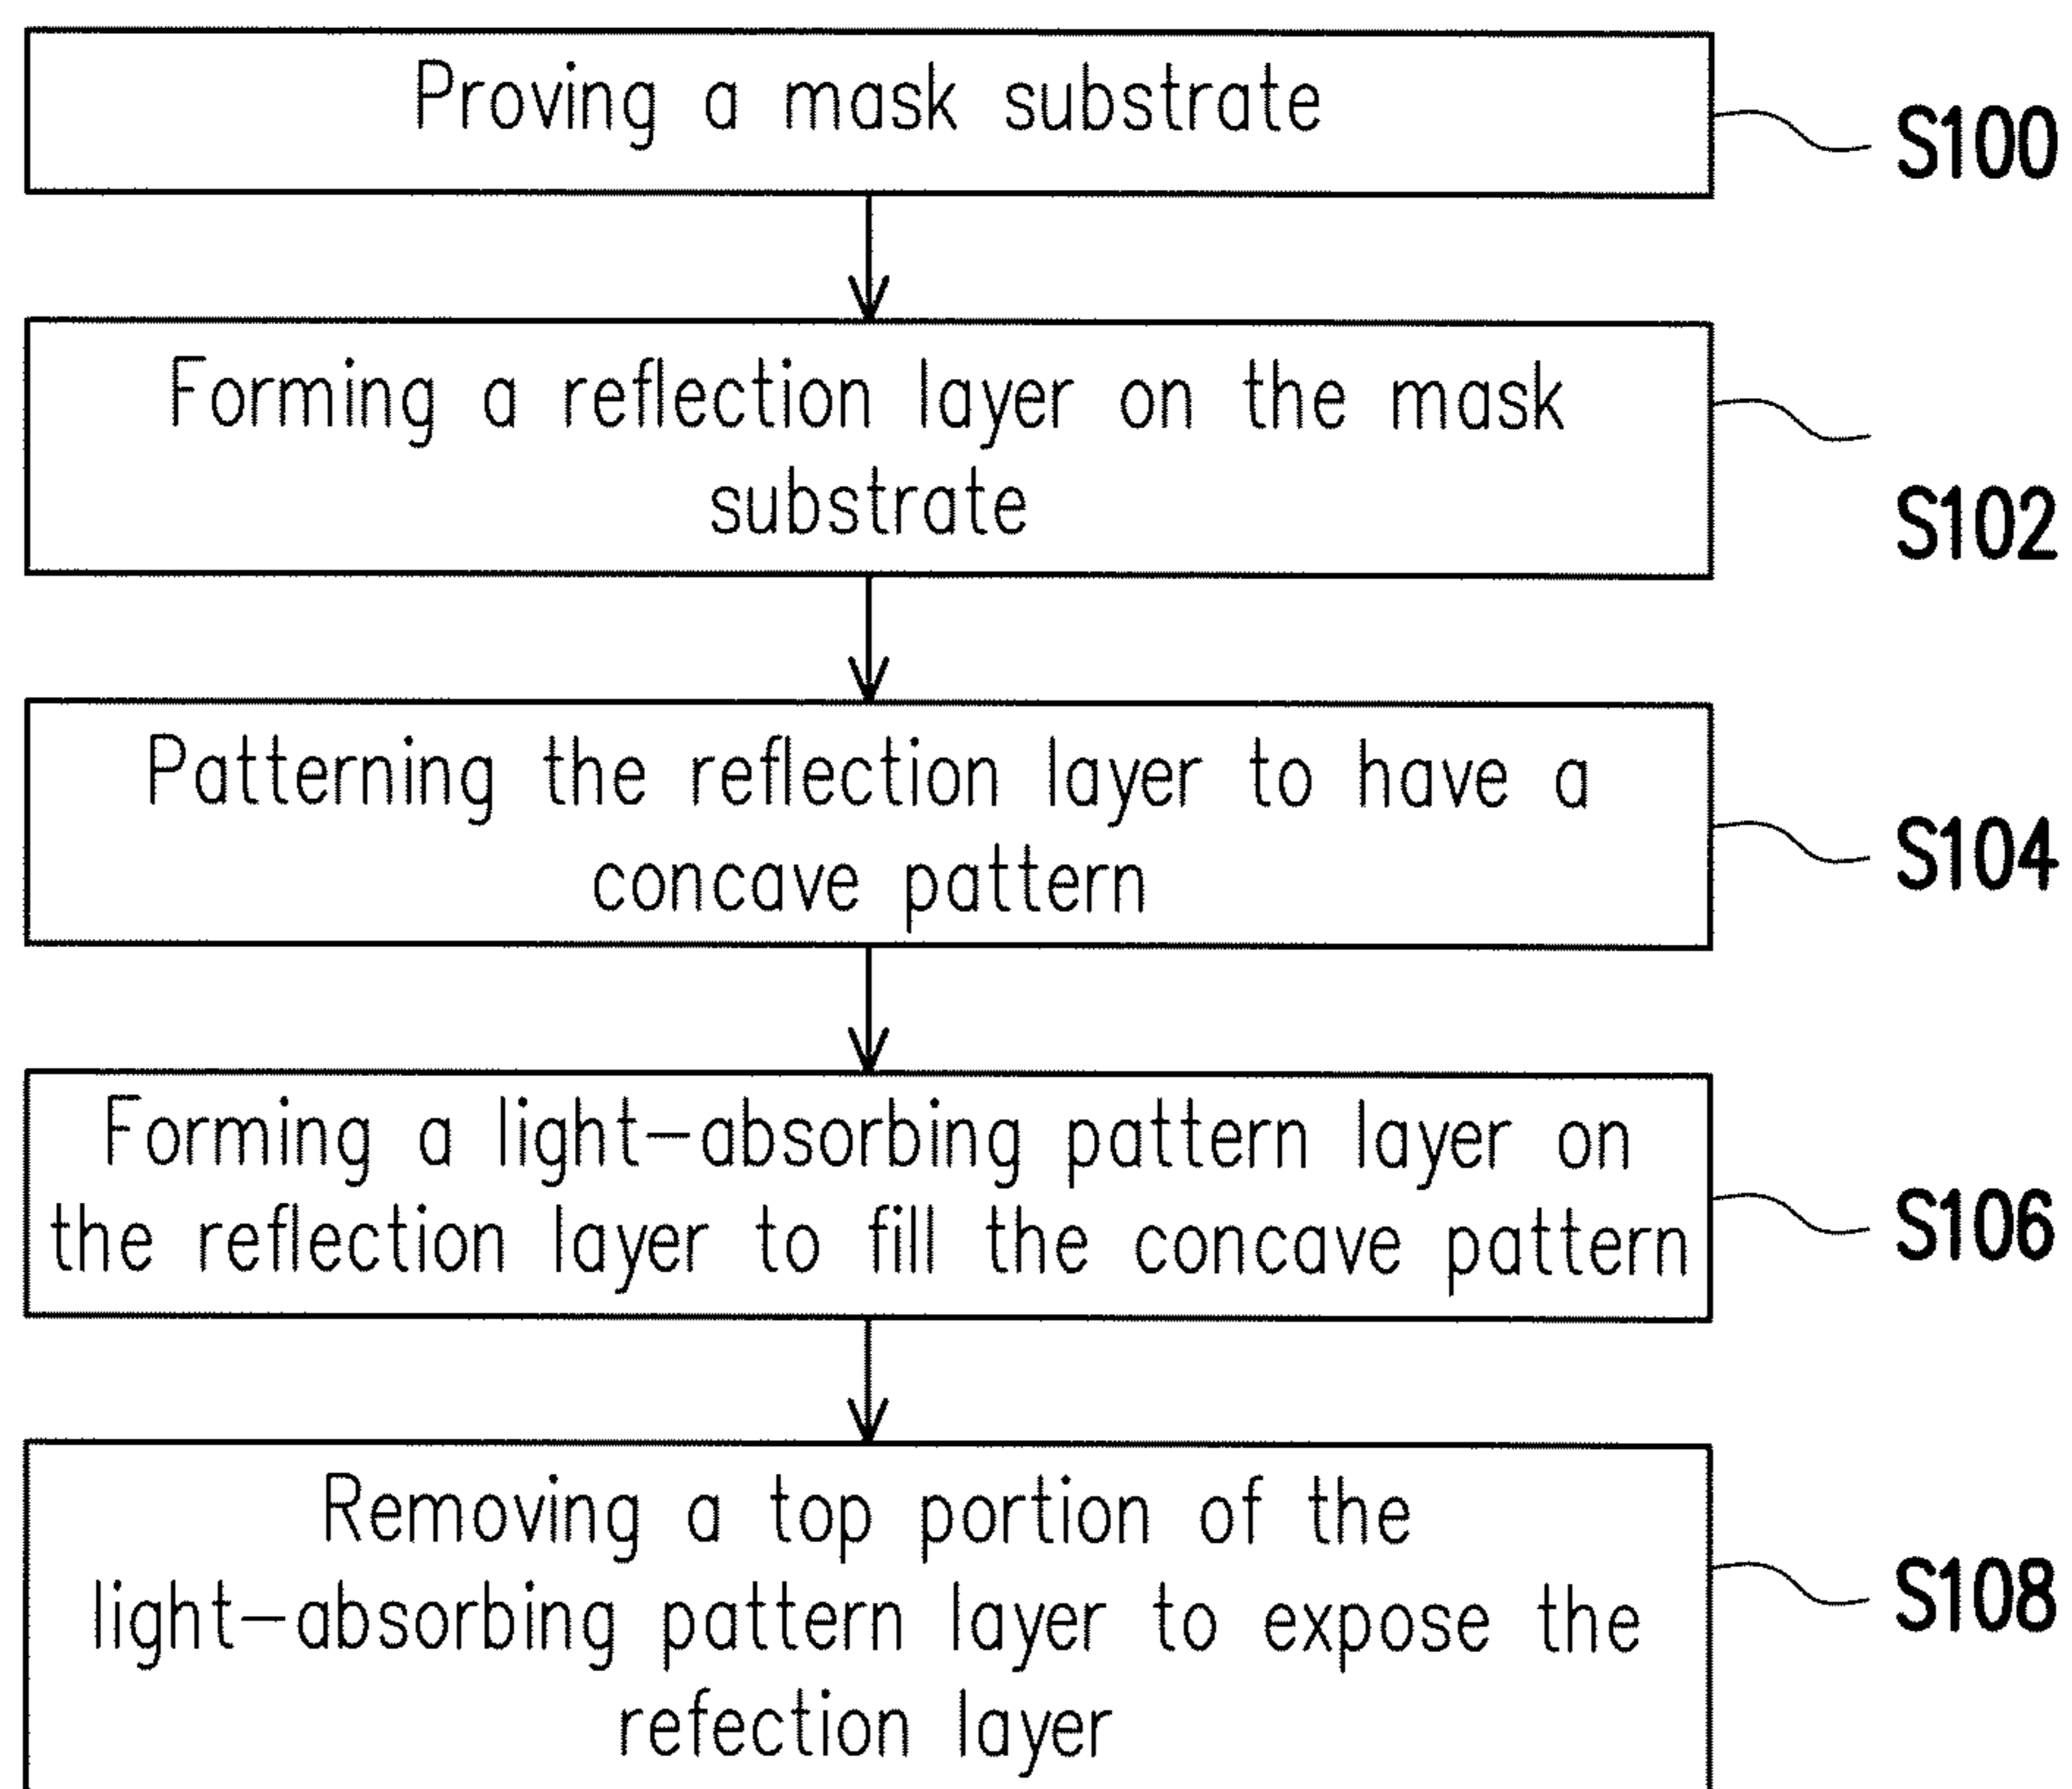 Proving a mask substrate
S100
Forming a reflection layer on the mask
substrate
S102
Patterning the reflection layer to have a
concave pattern
S104
Forming a light-absorbing pattern layer on
the reflection layer to fill the concave pattern
S106
Removing a top portion of the
light-absorbing pattern layer to expose the
refection layer
S108